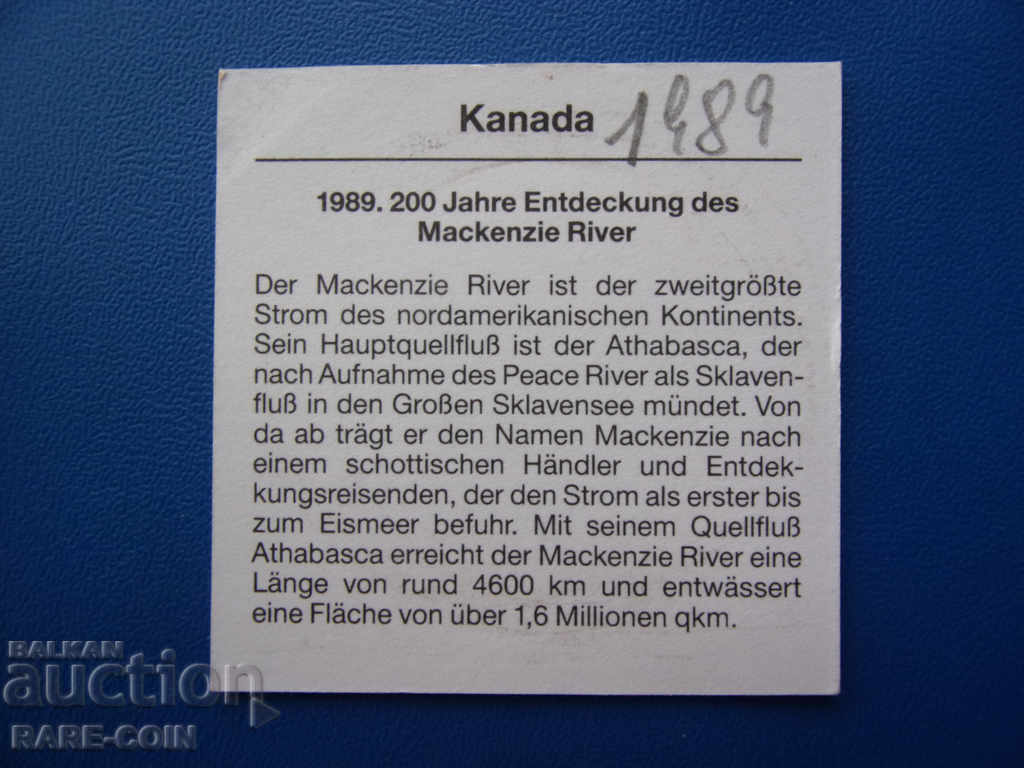 Kanada 1989
1989. 200 Jahre Entdeckung des
Mackenzie River
Der Mackenzie River ist der zweitgrößte
Strom des nordamerikanischen Kontinents.
Sein Hauptquellfluß ist der Athabasca, der
nach Aufnahme des Peace River als Sklaven-
fluß in den Großen Sklavensee mündet. Von
da ab trägt er den Namen Mackenzie nach
einem schottischen Händler und Entdek-
kungsreisenden, der den Strom als erster bis
zum Eismeer befuhr. Mit seinem Quellfluß
Athabasca erreicht der Mackenzie River eine
Länge von rund 4600 km und entwässert
eine Fläche von über 1,6 Millionen qkm.
BALKAN
auction
RARE-COIN